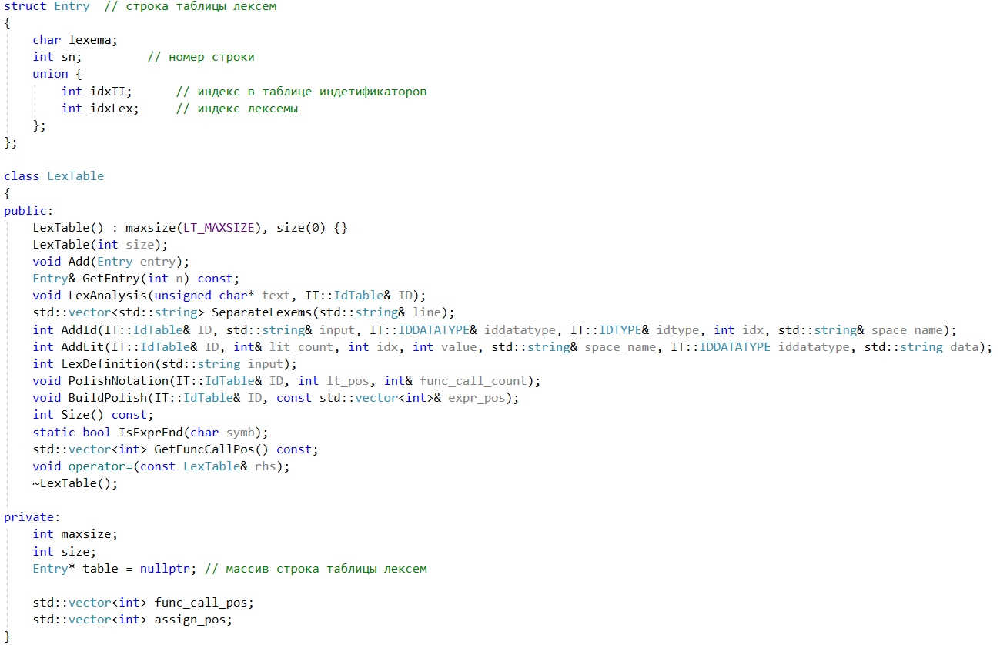 struct Entry  // строка таблицы лексем
{
    char lexema;
    int sn;         // номер строки
    union {
        int idxTI;      // индекс в таблице индетификаторов
        int idxLex;     // индекс лексемы
    };
};

class LexTable
{
public:
    LexTable() : maxsize(LT_MAXSIZE), size(0) {}
    LexTable(int size);
    void Add(Entry entry);
    Entry& GetEntry(int n) const;
    void LexAnalysis(unsigned char* text, IT::IdTable& ID);
    std::vector<std::string> SeparateLexems(std::string& line);
    int AddId(IT::IdTable& ID, std::string& input, IT::IDDATATYPE& iddatatype, IT::IDTYPE& idtype, int idx, std::string& space_name);
    int AddLit(IT::IdTable& ID, int& lit_count, int idx, int value, std::string& space_name, IT::IDDATATYPE iddatatype, std::string data);
    int LexDefinition(std::string input);
    void PolishNotation(IT::IdTable& ID, int lt_pos, int& func_call_count);
    void BuildPolish(IT::IdTable& ID, const std::vector<int>& expr_pos);
    int Size() const;
    static bool IsExprEnd(char symb);
    std::vector<int> GetFuncCallPos() const;
    void operator=(const LexTable& rhs);
    ~LexTable();

private:
    int maxsize;
    int size;
    Entry* table = nullptr; // массив строка таблицы лексем

    std::vector<int> func_call_pos;
    std::vector<int> assign_pos;
}